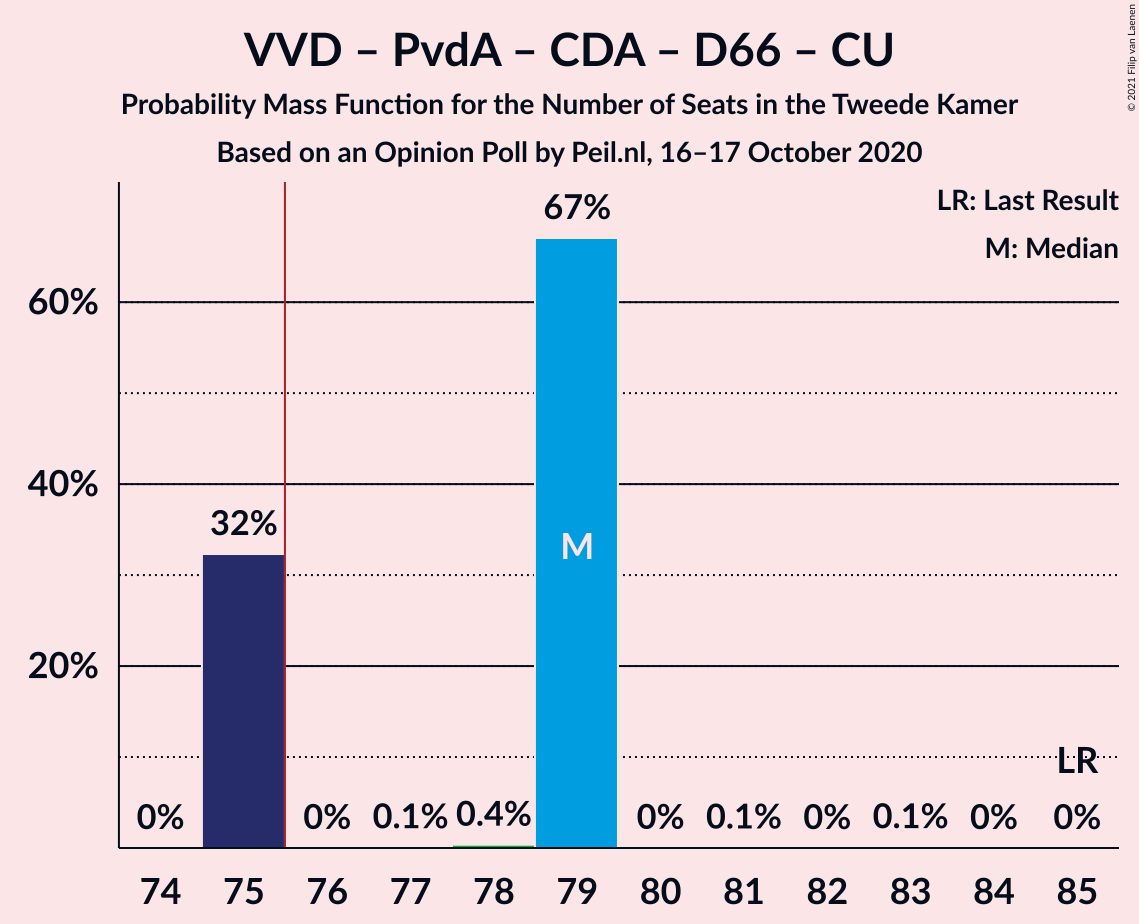 VVD – PvdA – CDA – D66 – CU
Probability Mass Function for the Number of Seats in the Tweede Kamer
Based on an Opinion Poll by Peil.nl, 16–17 October 2020
© 2021 Filip van Laenen
LR: Last Result
M: Median
67%
60%
40%
32%
M
20%
LR
0% 0% 0.1% 0.4% 0% 0.1% 0% 0.1% 0% 0%
74 75 76 77 78 79 80 81 82 83 84 85